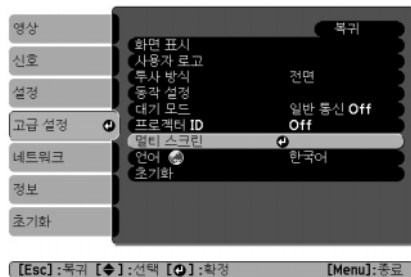 영상
신호
설정
고급 설정
네트워크
정보
초기화
복귀
화면 표시
사용자 로고
투사 방식 전면
동작 설정
대기 모드 일반 통신 Off
프로젝터 ID Off
멀티 스크린
언어 한국어
초기화
[Esc] :복귀 [◆] :선택 [⏎] :확정 [Menu]:종료